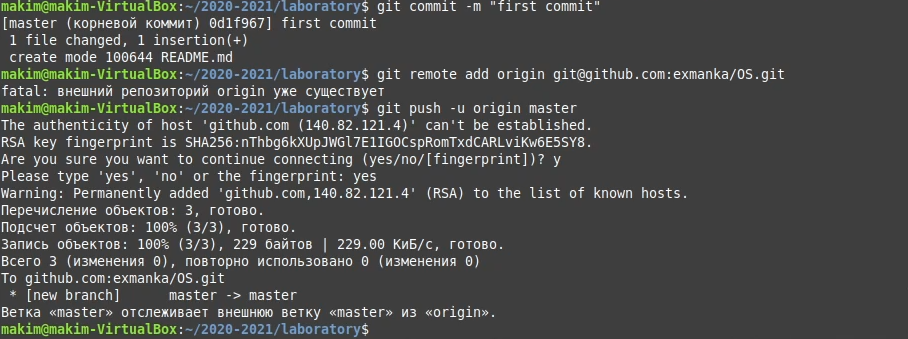 makim@makim-VirtualBox:~/2020-2021/laboratory$ git commit -m "first commit"
[master (корневой коммит) 0d1f967] first commit
 1 file changed, 1 insertion(+)
 create mode 100644 README.md
makim@makim-VirtualBox:~/2020-2021/laboratory$ git remote add origin git@github.com:exmanka/OS.git
fatal: внешний репозиторий origin уже существует
makim@makim-VirtualBox:~/2020-2021/laboratory$ git push -u origin master
The authenticity of host 'github.com (140.82.121.4)' can't be established.
RSA key fingerprint is SHA256:nThbg6kXUpJWGl7E1IGOCspRomTxdCARLviKw6E5SY8.
Are you sure you want to continue connecting (yes/no/[fingerprint])? y
Please type 'yes', 'no' or the fingerprint: yes
Warning: Permanently added 'github.com,140.82.121.4' (RSA) to the list of known hosts.
Перечисление объектов: 3, готово.
Подсчет объектов: 100% (3/3), готово.
Запись объектов: 100% (3/3), 229 байтов | 229.00 КиБ/с, готово.
Всего 3 (изменения 0), повторно использовано 0 (изменения 0)
To github.com:exmanka/OS.git
 * [new branch]      master -> master
Ветка «master» отслеживает внешнюю ветку «master» из «origin».
makim@makim-VirtualBox:~/2020-2021/laboratory$